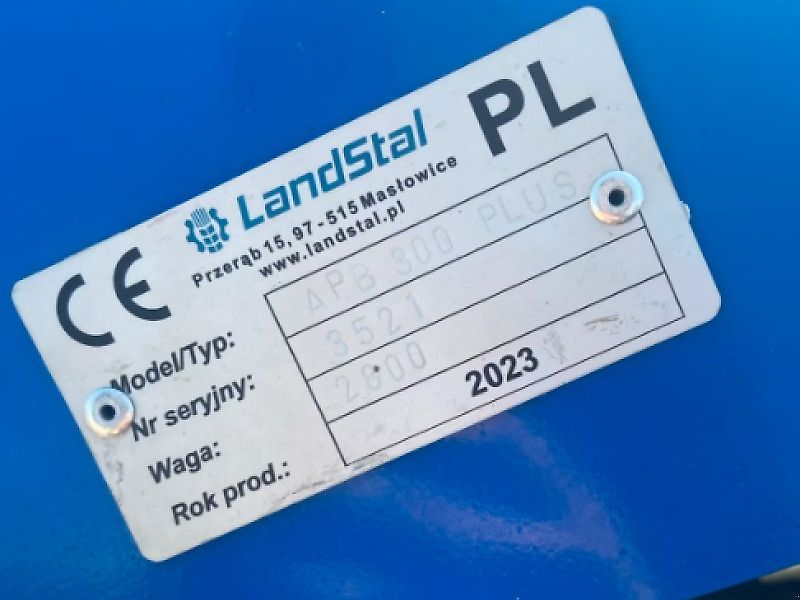 CE LandStal PL
Przerąb 15, 97 - 515 Masłowice
www.landstal.pl
Model/Typ: APB 300 PLUS
Nr seryjny: 3521
Waga: 2800
Rok prod.: 2023